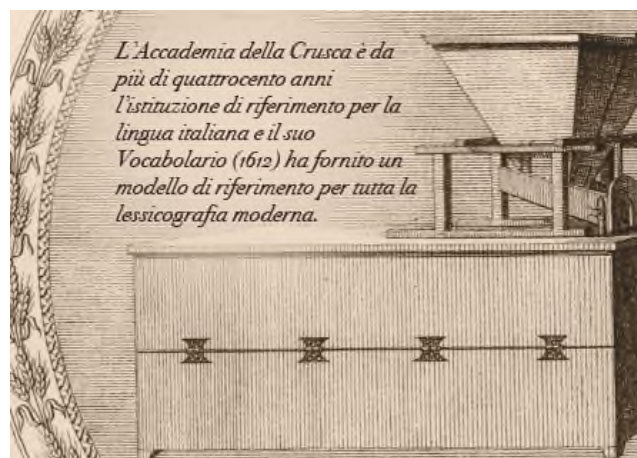 L'Accademia della Crusca è da
più di quattrocento anni
l'istituzione di riferimento per la
lingua italiana e il suo
Vocabolario (1612) ha fornito un
modello di riferimento per tutta la
lessicografia moderna.